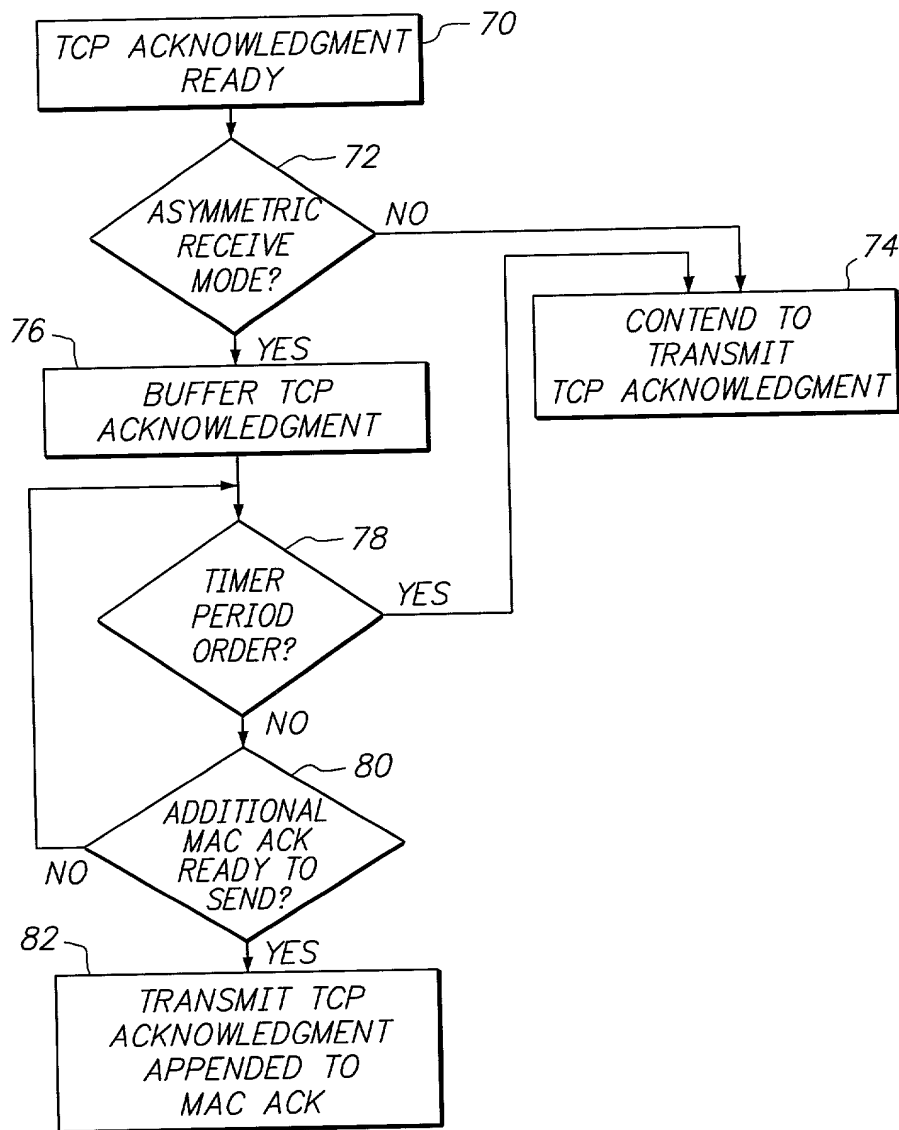 TCP ACKNOWLEDGMENT
READY
70
72
ASYMMETRIC
RECEIVE
MODE?
NO
YES
74
CONTEND TO
TRANSMIT
TCP ACKNOWLEDGMENT
76
BUFFER TCP
ACKNOWLEDGMENT
78
TIMER
PERIOD
ORDER?
YES
NO
80
ADDITIONAL
MAC ACK
READY TO
SEND?
NO
YES
82
TRANSMIT TCP
ACKNOWLEDGMENT
APPENDED TO
MAC ACK